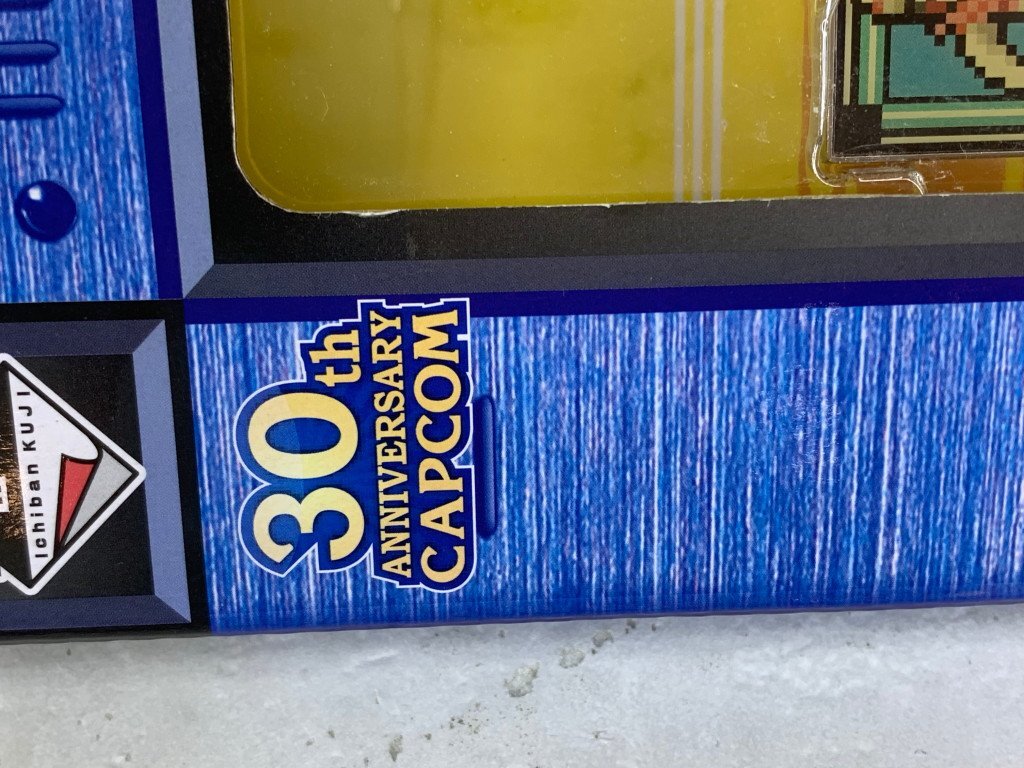 30th
ANNIVERSARY
CAPCOM
Ichiban KUJI